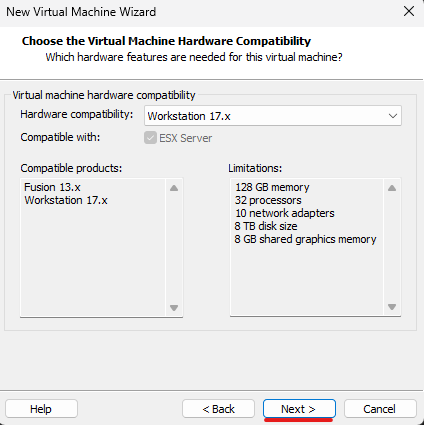 New Virtual Machine Wizard
Choose the Virtual Machine Hardware Compatibility
Which hardware features are needed for this virtual machine?
Virtual machine hardware compatibility
Hardware compatibility: Workstation 17.x
Compatible with: ESX Server
Compatible products:
Fusion 13.x
Workstation 17.x
Limitations:
128 GB memory
32 processors
10 network adapters
8 TB disk size
8 GB shared graphics memory
Help < Back Next > Cancel